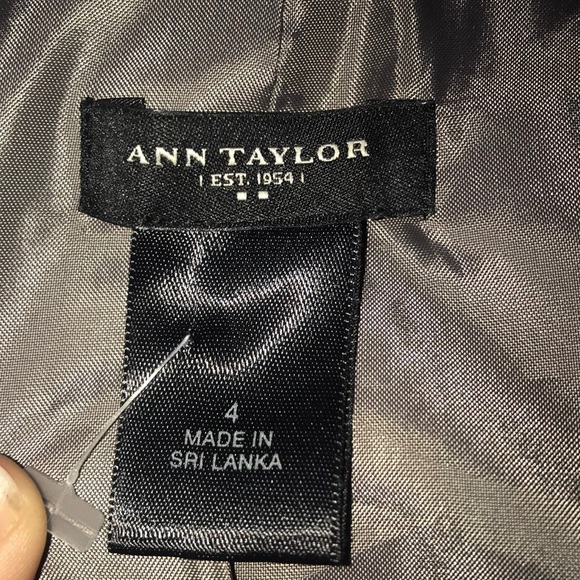 ANN TAYLOR
| EST. 1954 |
4
MADE IN
SRI LANKA